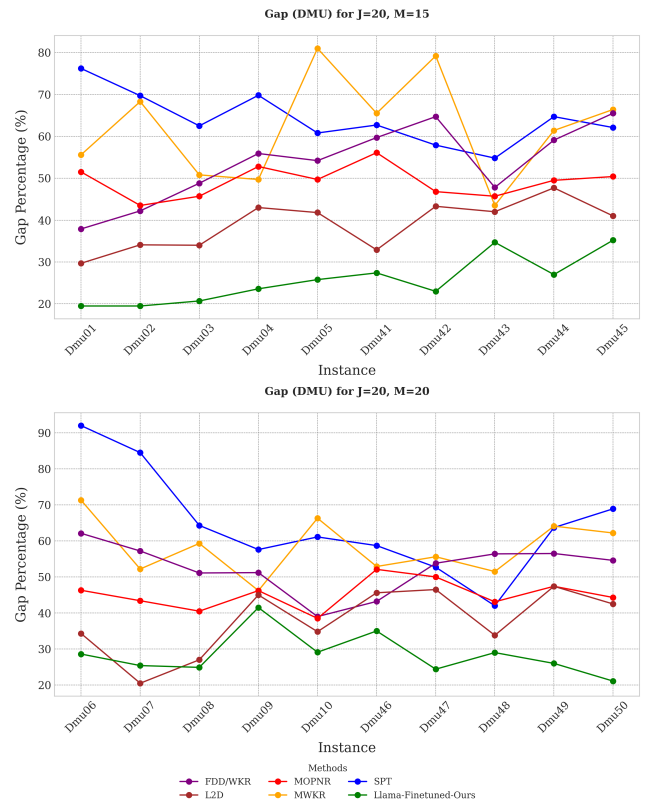 Gap (DMU) for J=20, M=15
Gap Percentage (%)
80
70
60
50
40
30
20
Dmu01 Dmu02 Dmu03 Dmu04 Dmu05 Dmu41 Dmu42 Dmu43 Dmu44 Dmu45
Instance
Gap (DMU) for J=20, M=20
Gap Percentage (%)
90
80
70
60
50
40
30
20
Dmu06 Dmu07 Dmu08 Dmu09 Dmu10 Dmu46 Dmu47 Dmu48 Dmu49 Dmu50
Instance
Methods
FDD/WKR MOPNR SPT
L2D MWKR Llama-Finetuned-Ours